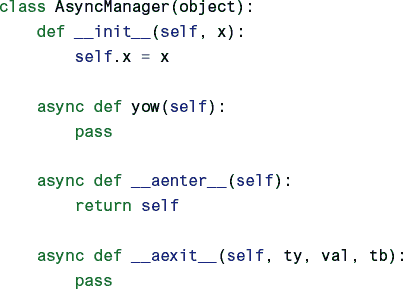 class AsyncManager(object):
    def __init__(self, x):
        self.x = x

    async def yow(self):
        pass

    async def __aenter__(self):
        return self

    async def __aexit__(self, ty, val, tb):
        pass